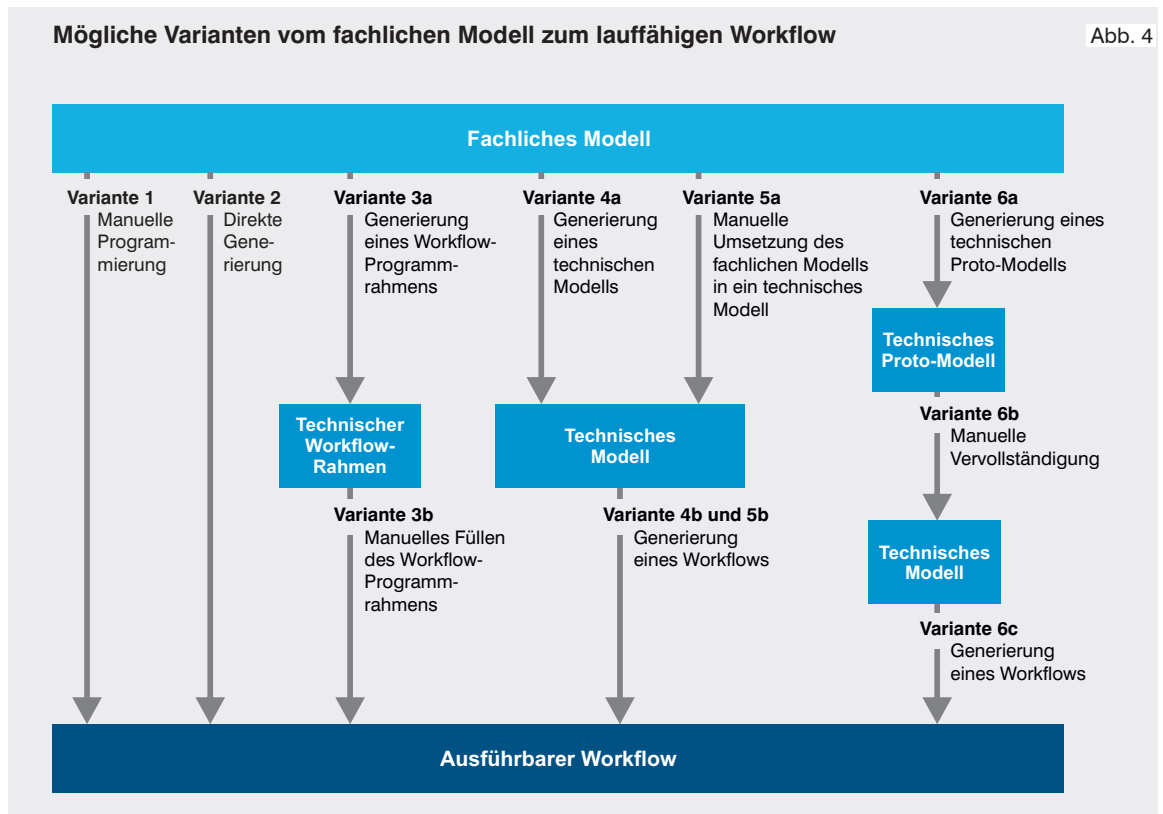 Mögliche Varianten vom fachlichen Modell zum lauffähigen Workflow
Abb. 4
Fachliches Modell
Variante 1
Manuelle
Program-
mierung
Variante 2
Direkte
Gene-
rierung
Variante 3a
Generierung
eines Workflow-
Programm-
rahmens
Variante 4a
Generierung
eines
technischen
Modells
Variante 5a
Manuelle
Umsetzung des
fachlichen Modells
in ein technisches
Modell
Variante 6a
Generierung eines
technischen
Proto-Modells
Technisches
Proto-Modell
Technischer
Workflow-
Rahmen
Technisches
Modell
Variante 6b
Manuelle
Vervollständigung
Variante 3b
Manuelles Füllen
des Workflow-
Programm-
rahmens
Variante 4b und 5b
Generierung
eines Workflows
Technisches
Modell
Variante 6c
Generierung
eines Workflows
Ausführbarer Workflow